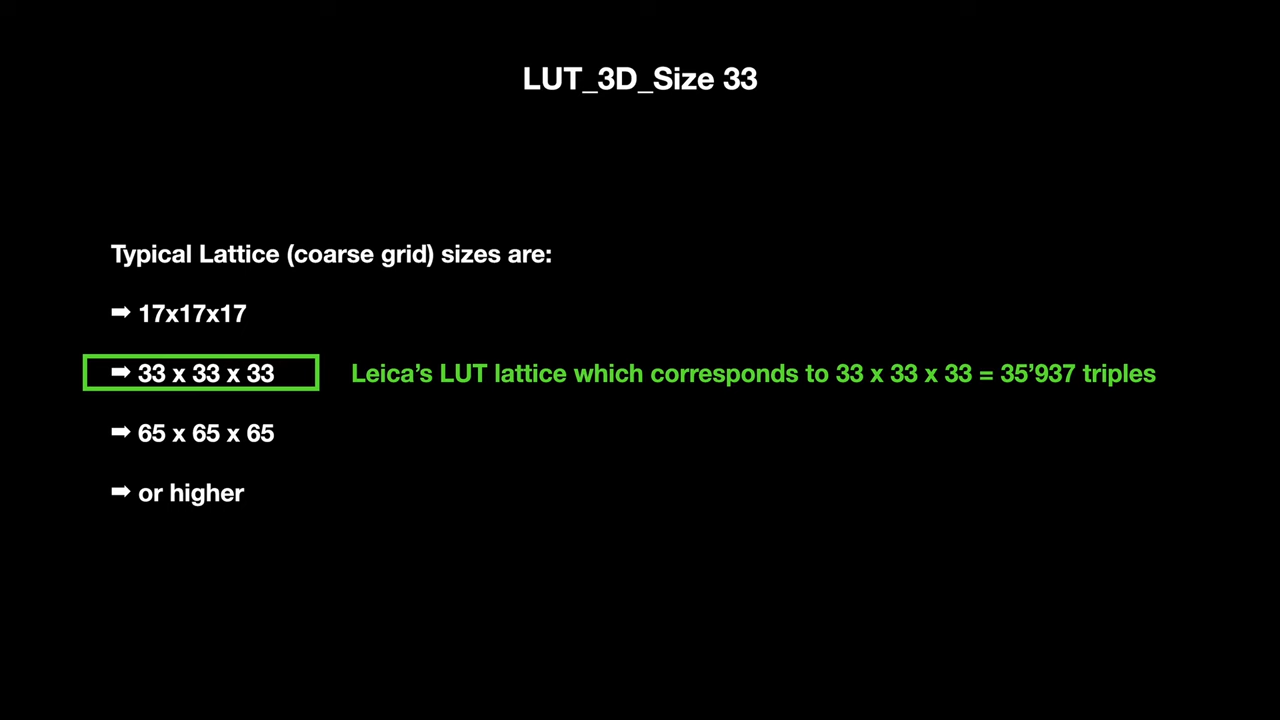 LUT_3D_Size 33
Typical Lattice (coarse grid) sizes are:
➡ 17x17x17
➡ 33 x 33 x 33 Leica’s LUT lattice which corresponds to 33 x 33 x 33 = 35’937 triples
➡ 65 x 65 x 65
➡ or higher